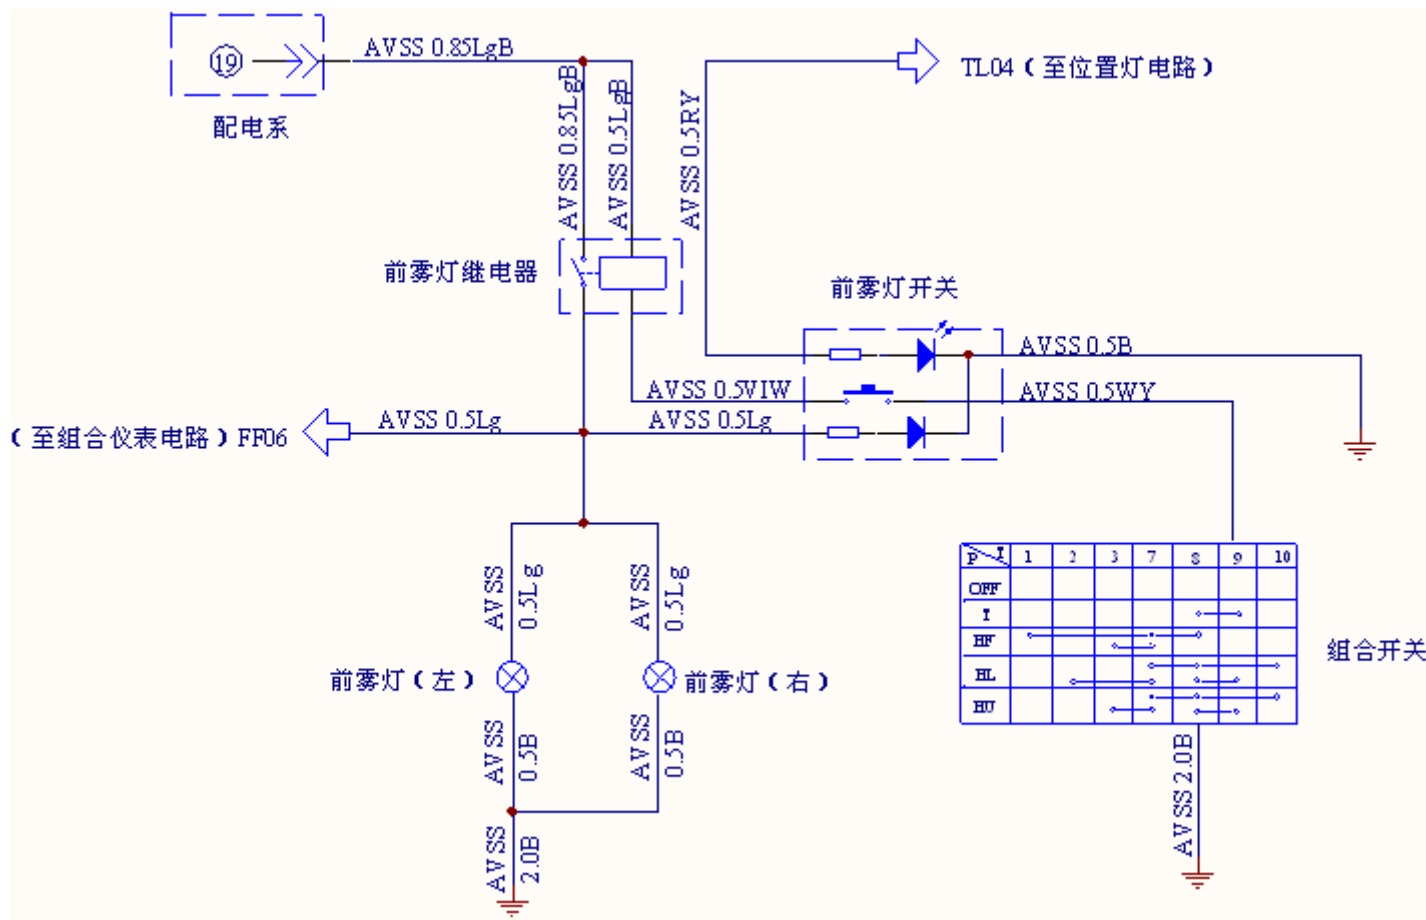 19
AVSS 0.85LgB
配电系
AVSS 0.85LgB
AVSS 0.5LgB
AVSS 0.5RY
TL04（至位置灯电路）
前雾灯继电器
前雾灯开关
AVSS 0.5B
AVSS 0.5VIW
AVSS 0.5WY
（至组合仪表电路）FF06
AVSS 0.5Lg
AVSS 0.5Lg
AVSS 0.5Lg
AVSS 0.5Lg
前雾灯（左）
前雾灯（右）
AVSS 0.5B
AVSS 0.5B
AVSS 2.0B
P I 1 2 3 7 8 9 10
OFF
I
HF
HL
HU
组合开关
AVSS 2.0B